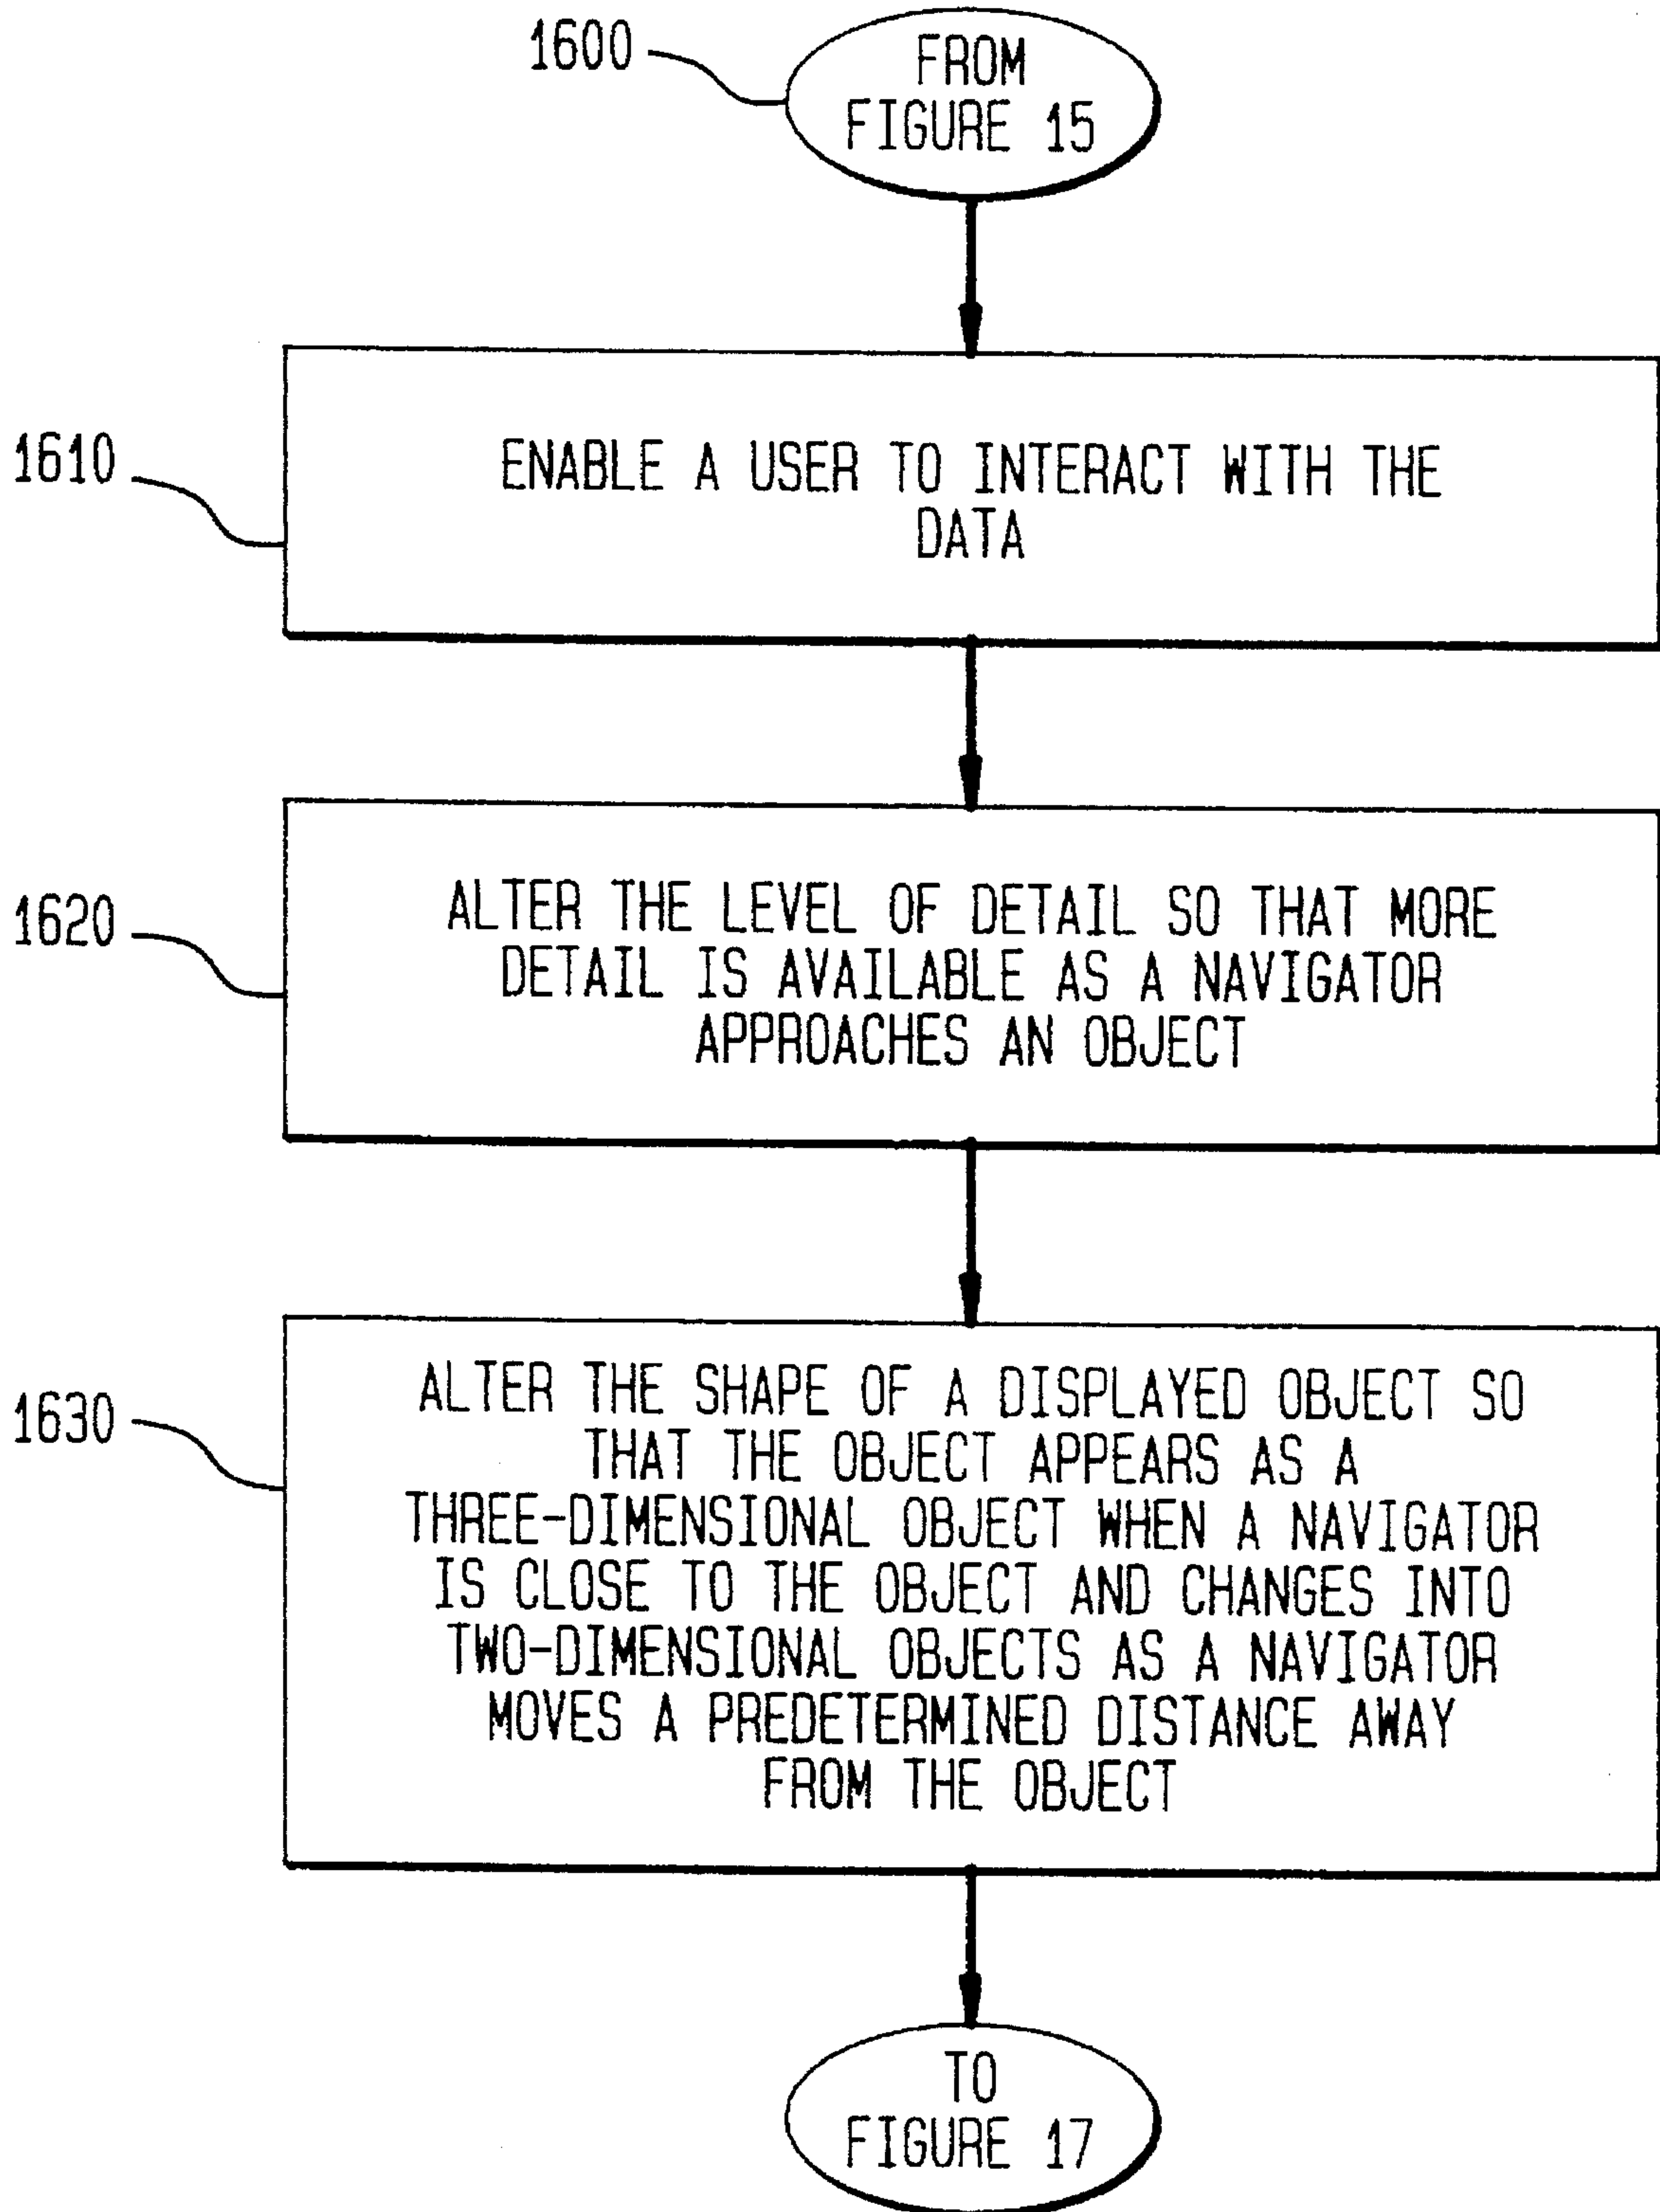 1600
FROM
FIGURE 15
1610
ENABLE A USER TO INTERACT WITH THE
DATA
1620
ALTER THE LEVEL OF DETAIL SO THAT MORE
DETAIL IS AVAILABLE AS A NAVIGATOR
APPROACHES AN OBJECT
1630
ALTER THE SHAPE OF A DISPLAYED OBJECT SO
THAT THE OBJECT APPEARS AS A
THREE-DIMENSIONAL OBJECT WHEN A NAVIGATOR
IS CLOSE TO THE OBJECT AND CHANGES INTO
TWO-DIMENSIONAL OBJECTS AS A NAVIGATOR
MOVES A PREDETERMINED DISTANCE AWAY
FROM THE OBJECT
TO
FIGURE 17